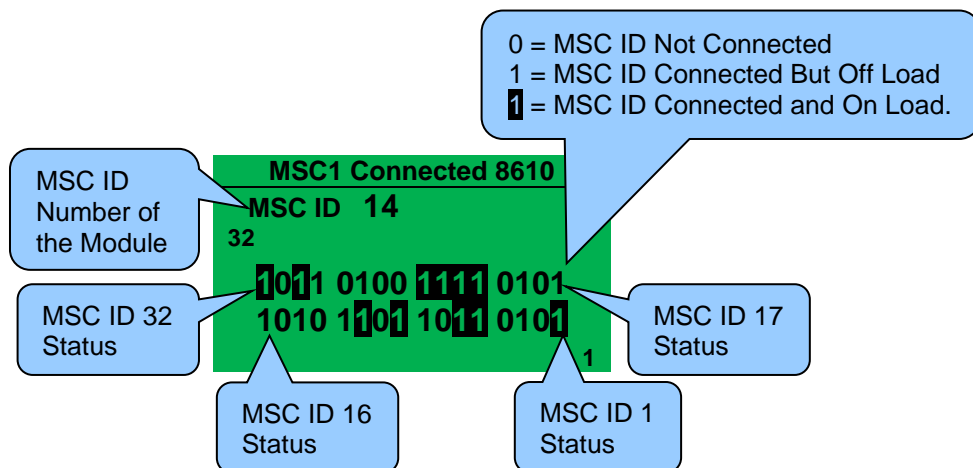 0 = MSC ID Not Connected
1 = MSC ID Connected But Off Load
1 = MSC ID Connected and On Load.
MSC ID
Number of
the Module
MSC1 Connected 8610
MSC ID 14
32
1011 0100 1111 0101
1010 1101 1011 0101
1
MSC ID 32
Status
MSC ID 17
Status
MSC ID 16
Status
MSC ID 1
Status